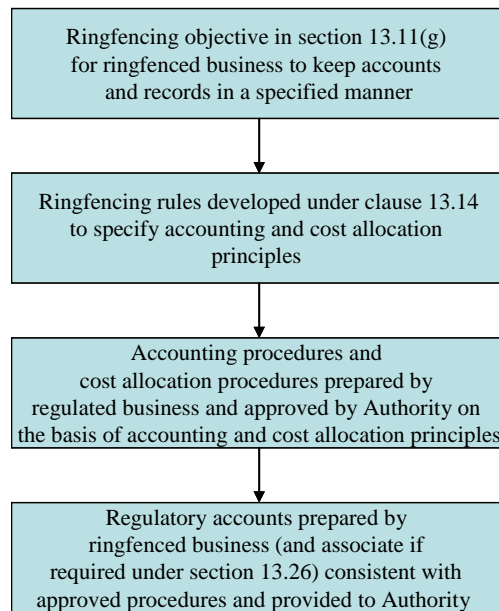 Ringfencing objective in section 13.11(g)
for ringfenced business to keep accounts
and records in a specified manner
Ringfencing rules developed under clause 13.14
to specify accounting and cost allocation
principles
Accounting procedures and
cost allocation procedures prepared by
regulated business and approved by Authority on
the basis of accounting and cost allocation principles
Regulatory accounts prepared by
ringfenced business (and associate if
required under section 13.26) consistent with
approved procedures and provided to Authority